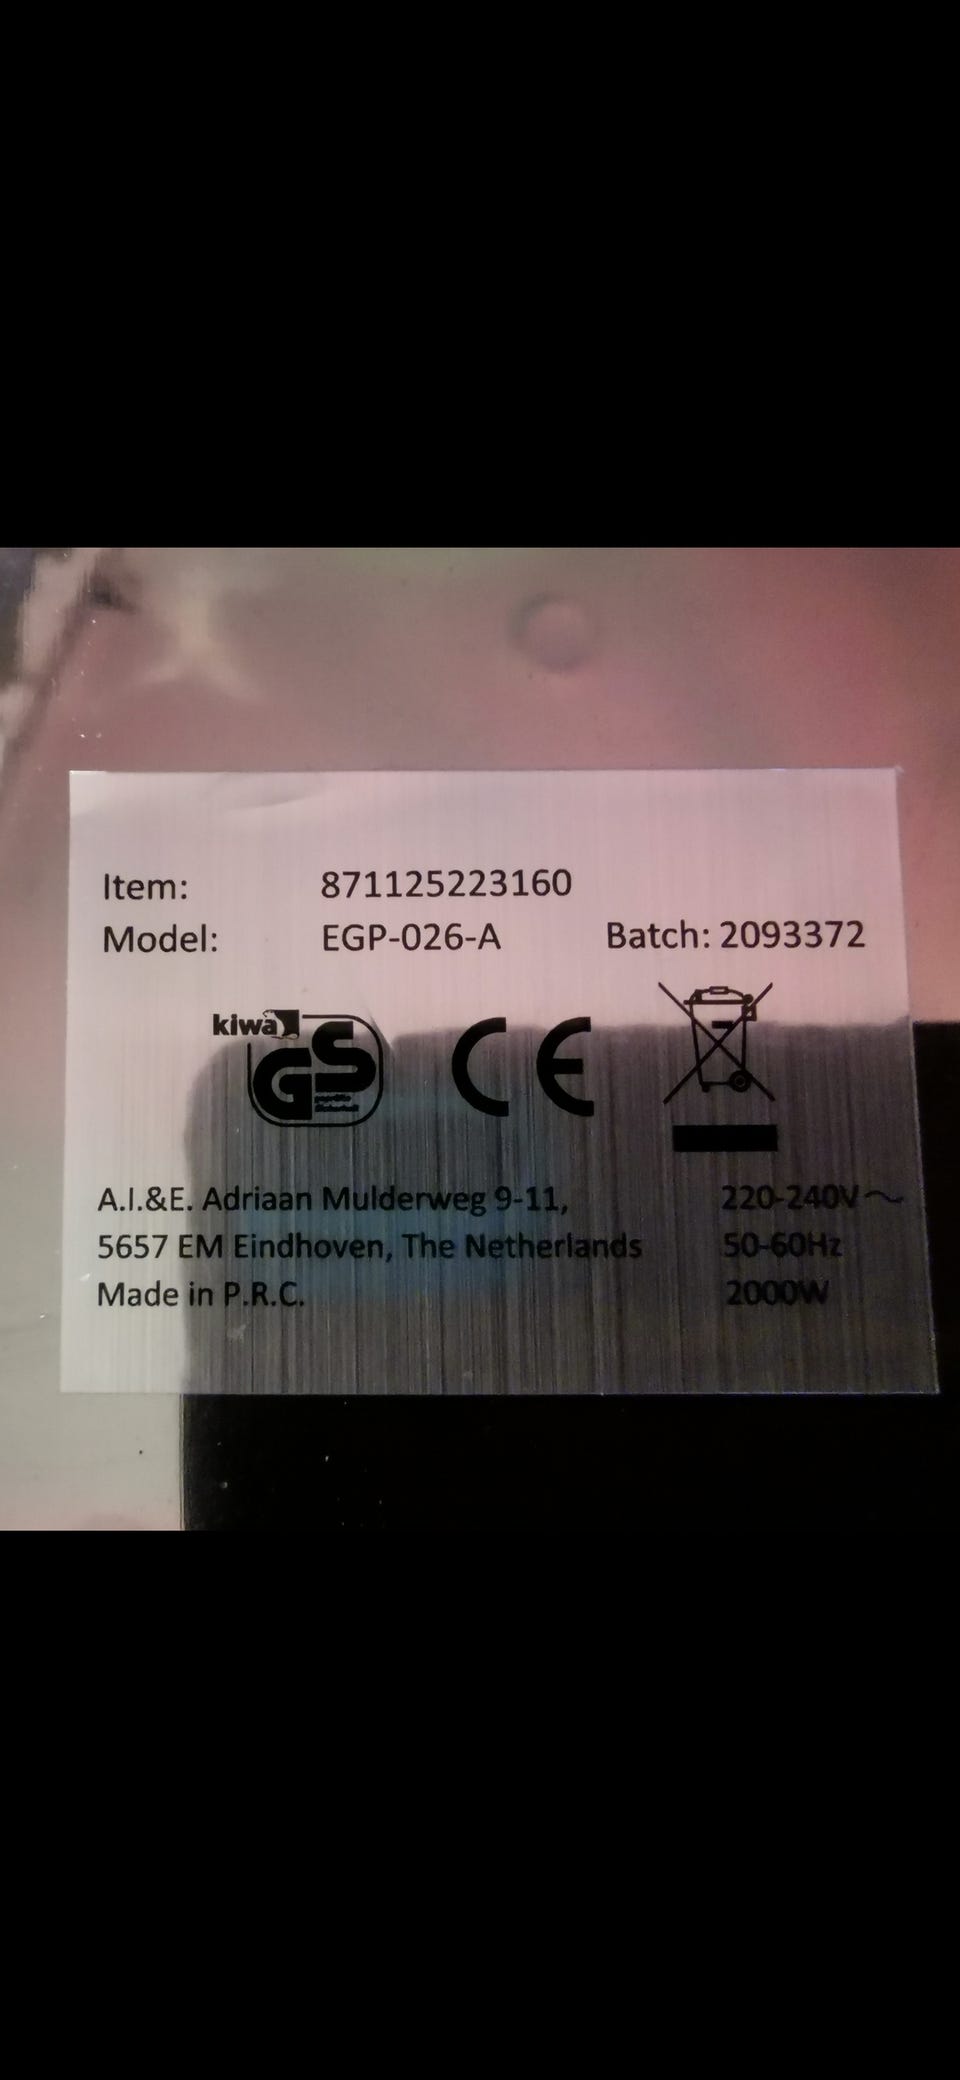 Item: 871125223160
Model: EGP-026-A Batch: 2093372
kiwa
GS
CE
A.I.&E. Adriaan Mulderweg 9-11, 220-240V~
5657 EM Eindhoven, The Netherlands 50-60Hz
Made in P.R.C. 2000W